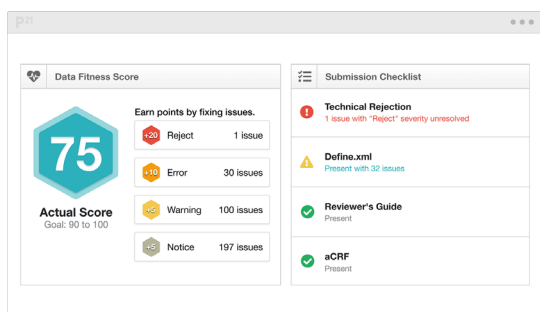 Data Fitness Score
75
Actual Score
Goal: 90 to 100
Earn points by fixing issues.
+20 Reject 1 issue
+10 Error 30 issues
+5 Warning 100 issues
+5 Notice 197 issues
Submission Checklist
Technical Rejection
1 issue with "Reject" severity unresolved
Define.xml
Present with 32 issues
Reviewer's Guide
Present
aCRF
Present